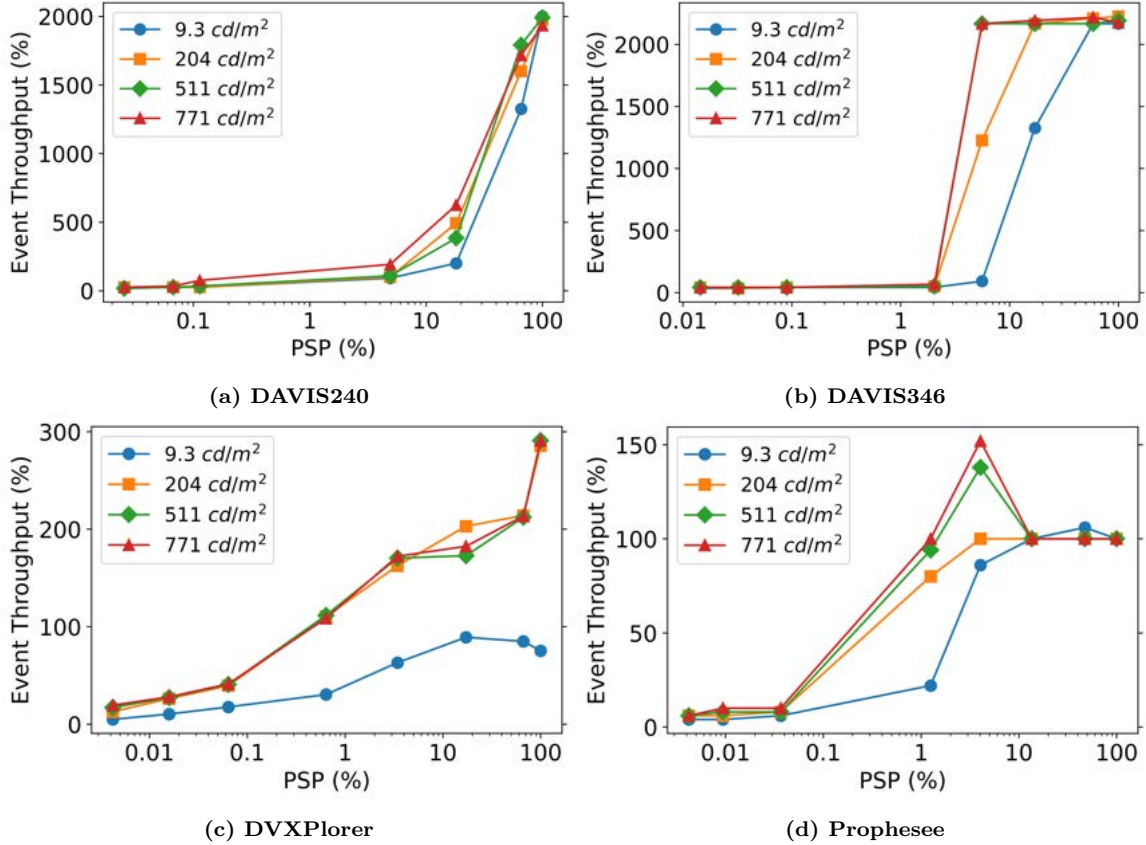 2000
1500
1000
500
0
Event Throughput (%)
9.3 cd/m²
204 cd/m²
511 cd/m²
771 cd/m²
0.1
1
10
100
PSP (%)
(a) DAVIS240
2000
1500
1000
500
0
Event Throughput (%)
9.3 cd/m²
204 cd/m²
511 cd/m²
771 cd/m²
0.01
0.1
1
10
100
PSP (%)
(b) DAVIS346
300
200
100
0
Event Throughput (%)
9.3 cd/m²
204 cd/m²
511 cd/m²
771 cd/m²
0.01
0.1
1
10
100
PSP (%)
(c) DVXPlorer
150
100
50
0
Event Throughput (%)
9.3 cd/m²
204 cd/m²
511 cd/m²
771 cd/m²
0.01
0.1
1
10
100
PSP (%)
(d) Prophesee